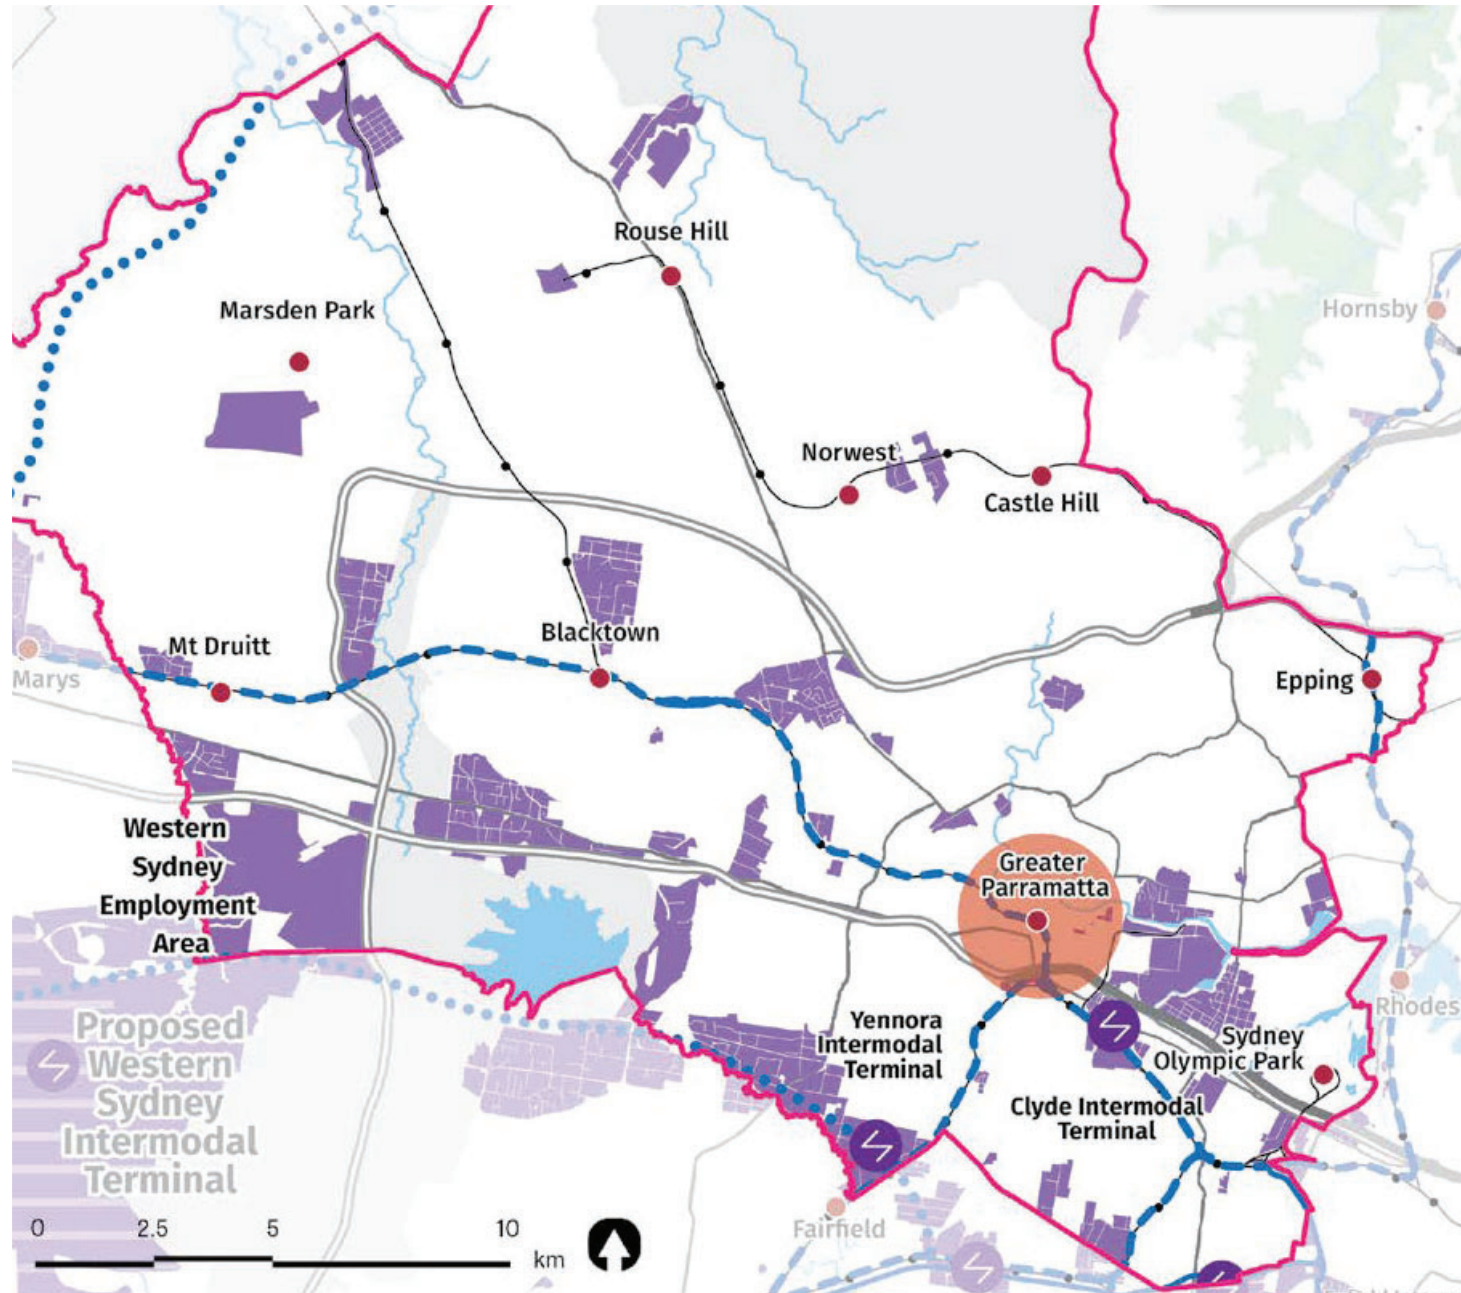 Rouse Hill
Marsden Park
Hornsby
Norwest
Castle Hill
Blacktown
Mt Druitt
Marys
Epping
Western
Sydney
Employment
Area
Greater
Parramatta
Rhodes
Yennora
Intermodal
Terminal
Sydney
Olympic Park
Clyde Intermodal
Terminal
Proposed
Western
Sydney
Intermodal
Terminal
Fairfield
0
2.5
5
10
km